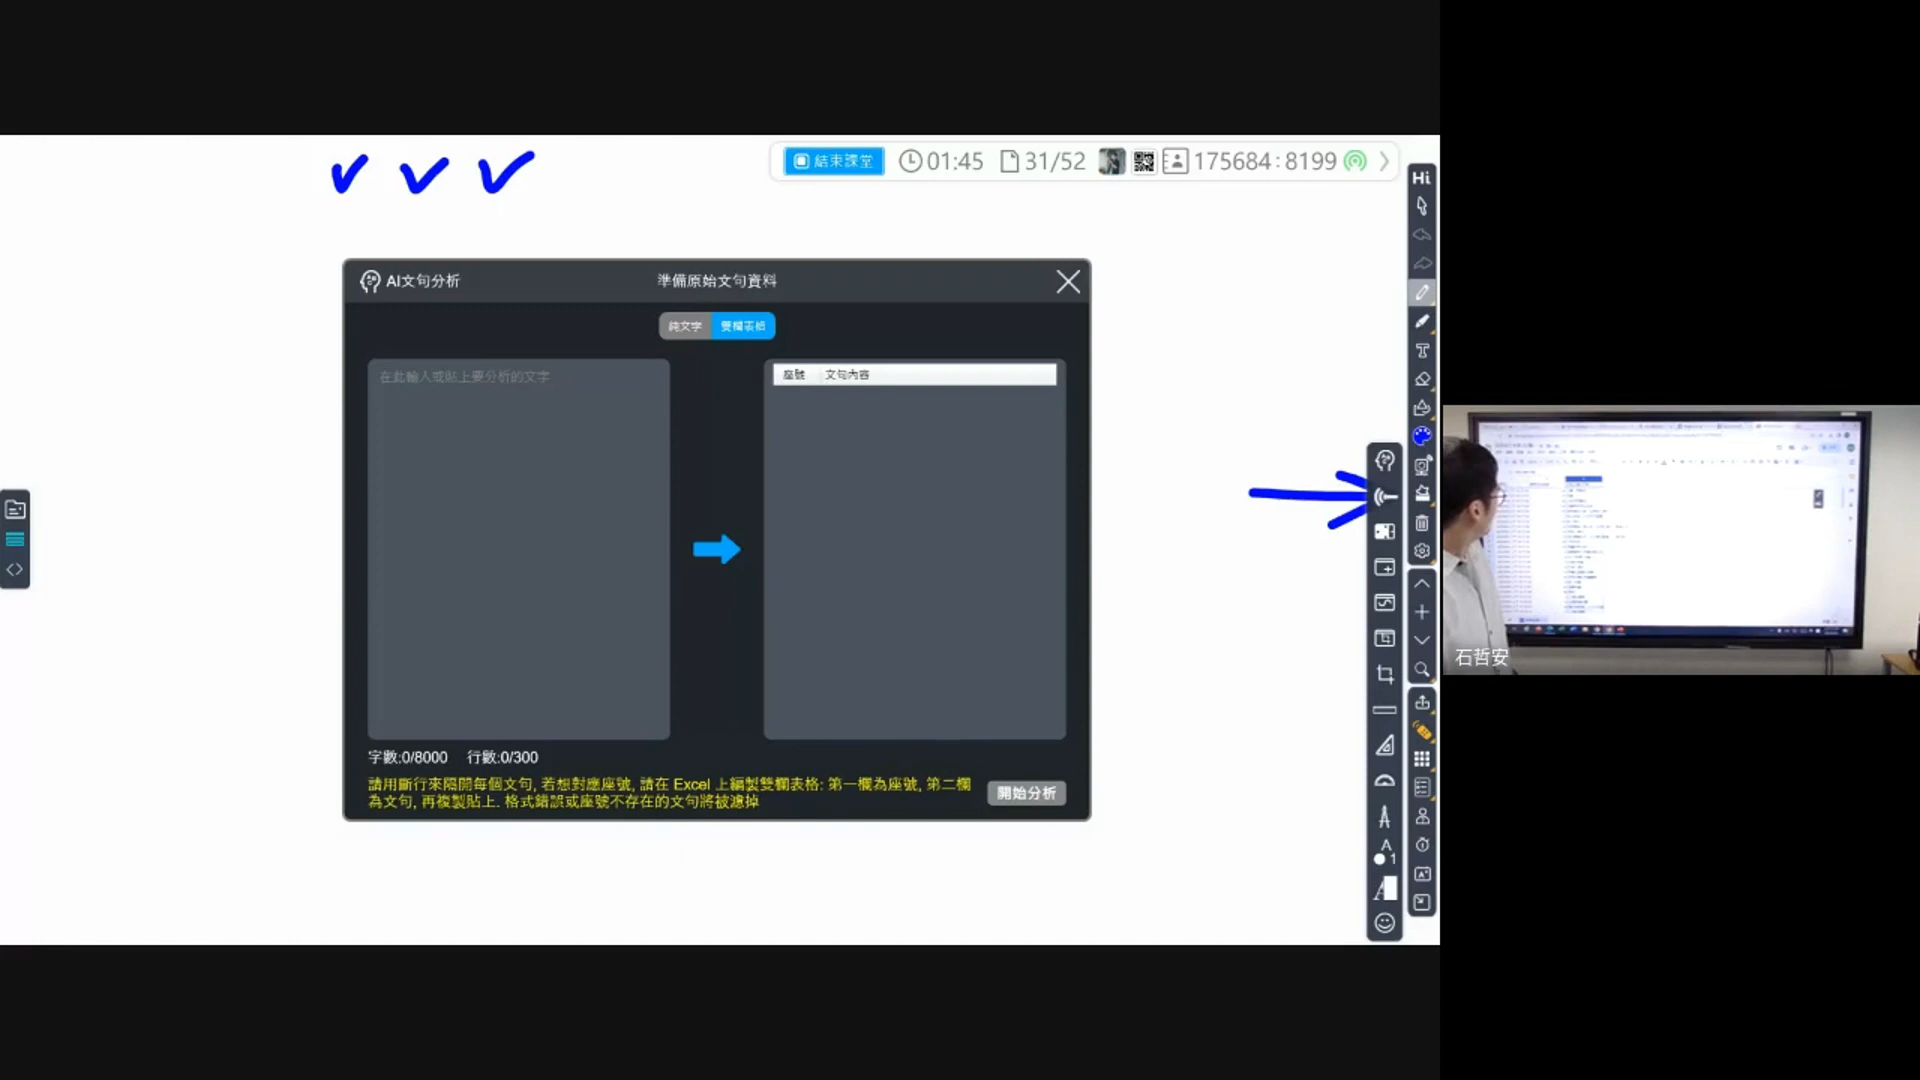 結束課堂 01:45 31/52 175684:8199
Hi
AI文句分析 準備原始文句資料
純文字 雙欄表格
在此輸入或貼上要分析的文字
座號 文句內容
字數:0/8000 行數:0/300
請用斷行來隔開每個文句, 若想對應座號, 請在 Excel 上編製雙欄表格: 第一欄為座號, 第二欄
為文句, 再複製貼上. 格式錯誤或座號不存在的文句將被濾掉
開始分析
A
1
石哲安